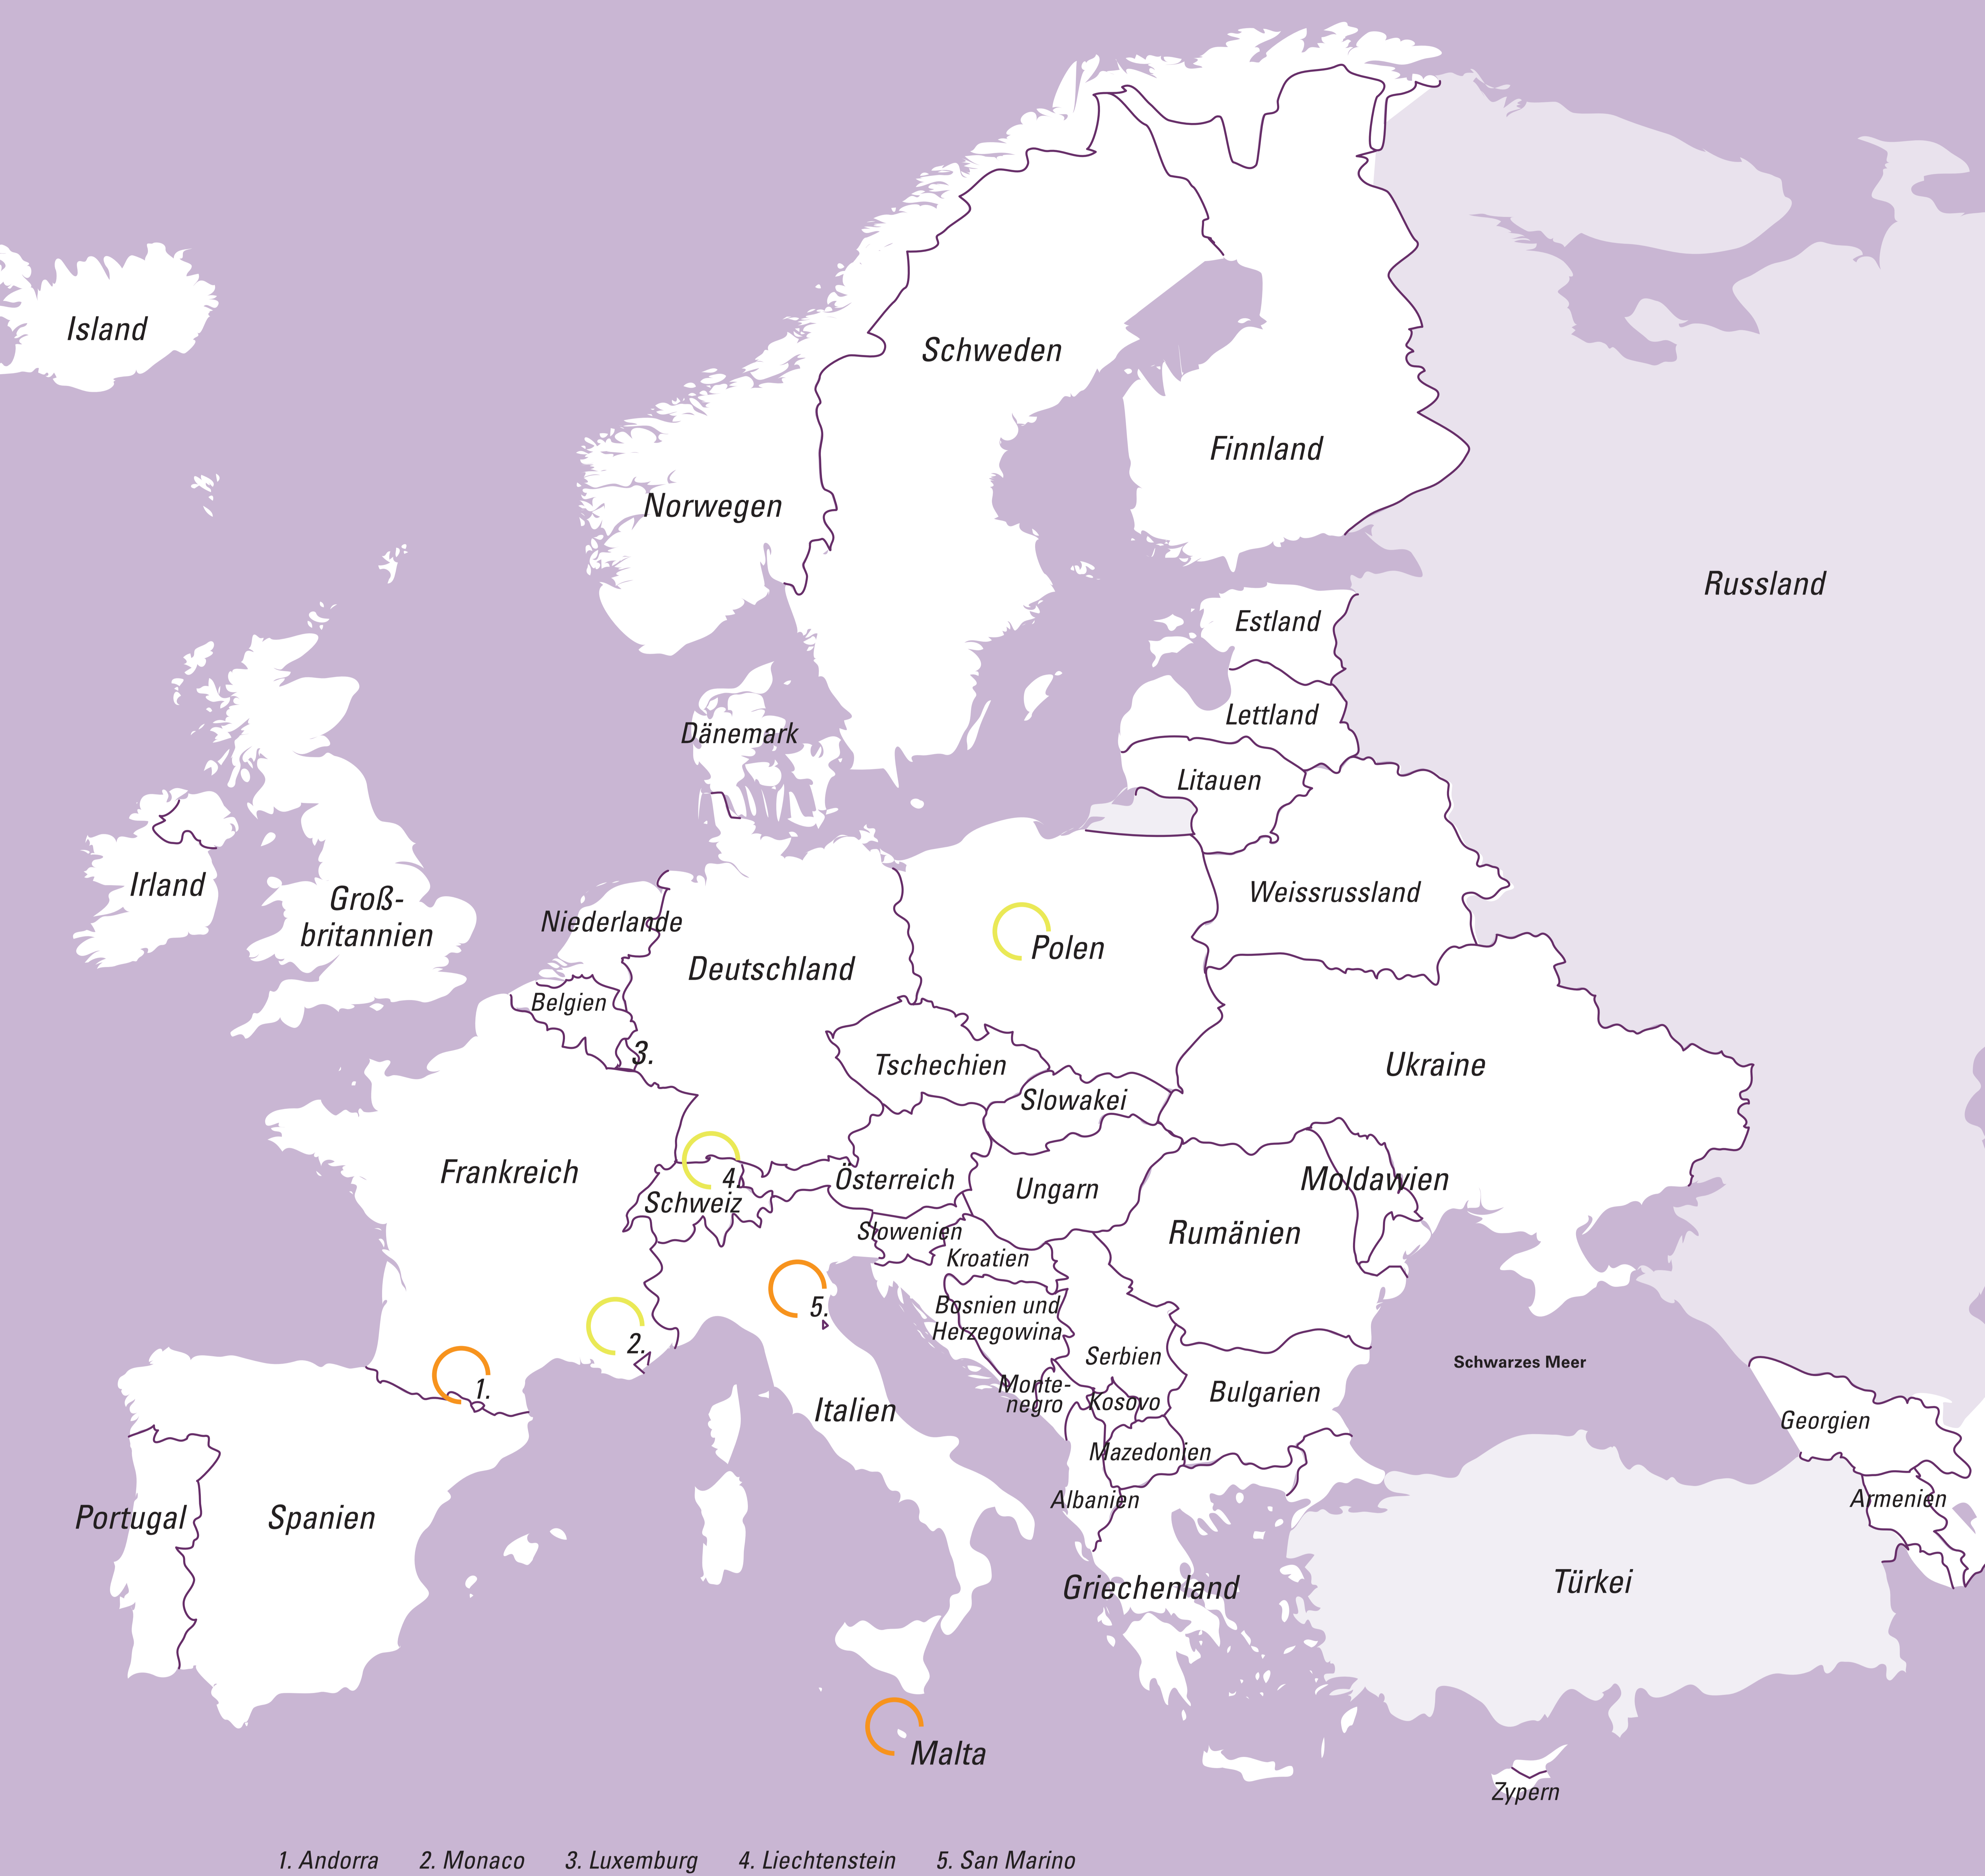 Island
Schweden
Finnland
Norwegen
Russland
Estland
Lettland
Dänemark
Litauen
Irland
Groß-
britannien
Weissrussland
Niederlande
Polen
Deutschland
Belgien
3.
Tschechien
Ukraine
Slowakei
Frankreich
4.
Schweiz
Österreich
Ungarn
Moldawien
Slowenien
Rumänien
Kroatien
5.
Bosnien und
Herzegowina
2.
Serbien
Schwarzes Meer
1.
Monte-
negro
Kosovo
Bulgarien
Italien
Georgien
Mazedonien
Portugal
Spanien
Albanien
Armenien
Griechenland
Türkei
Malta
Zypern
1. Andorra 2. Monaco 3. Luxemburg 4. Liechtenstein 5. San Marino